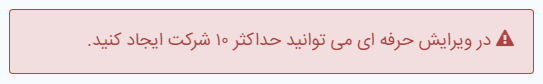 در ویرایش حرفه ای می توانید حداکثر ۱۰ شرکت ایجاد کنید.